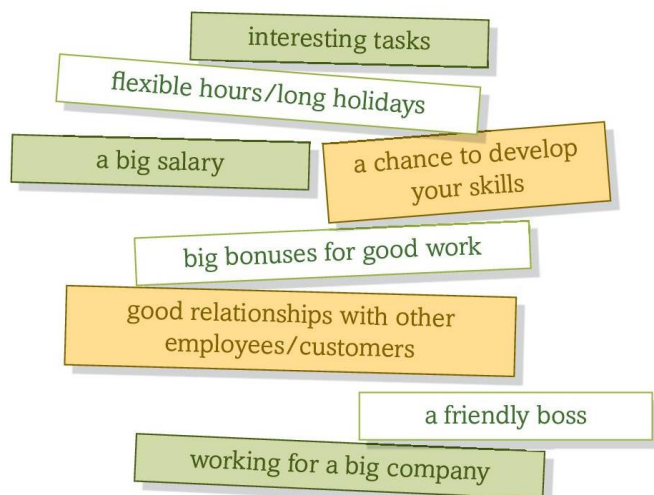 interesting tasks
flexible hours/long holidays
a big salary
a chance to develop
your skills
big bonuses for good work
good relationships with other
employees/customers
a friendly boss
working for a big company